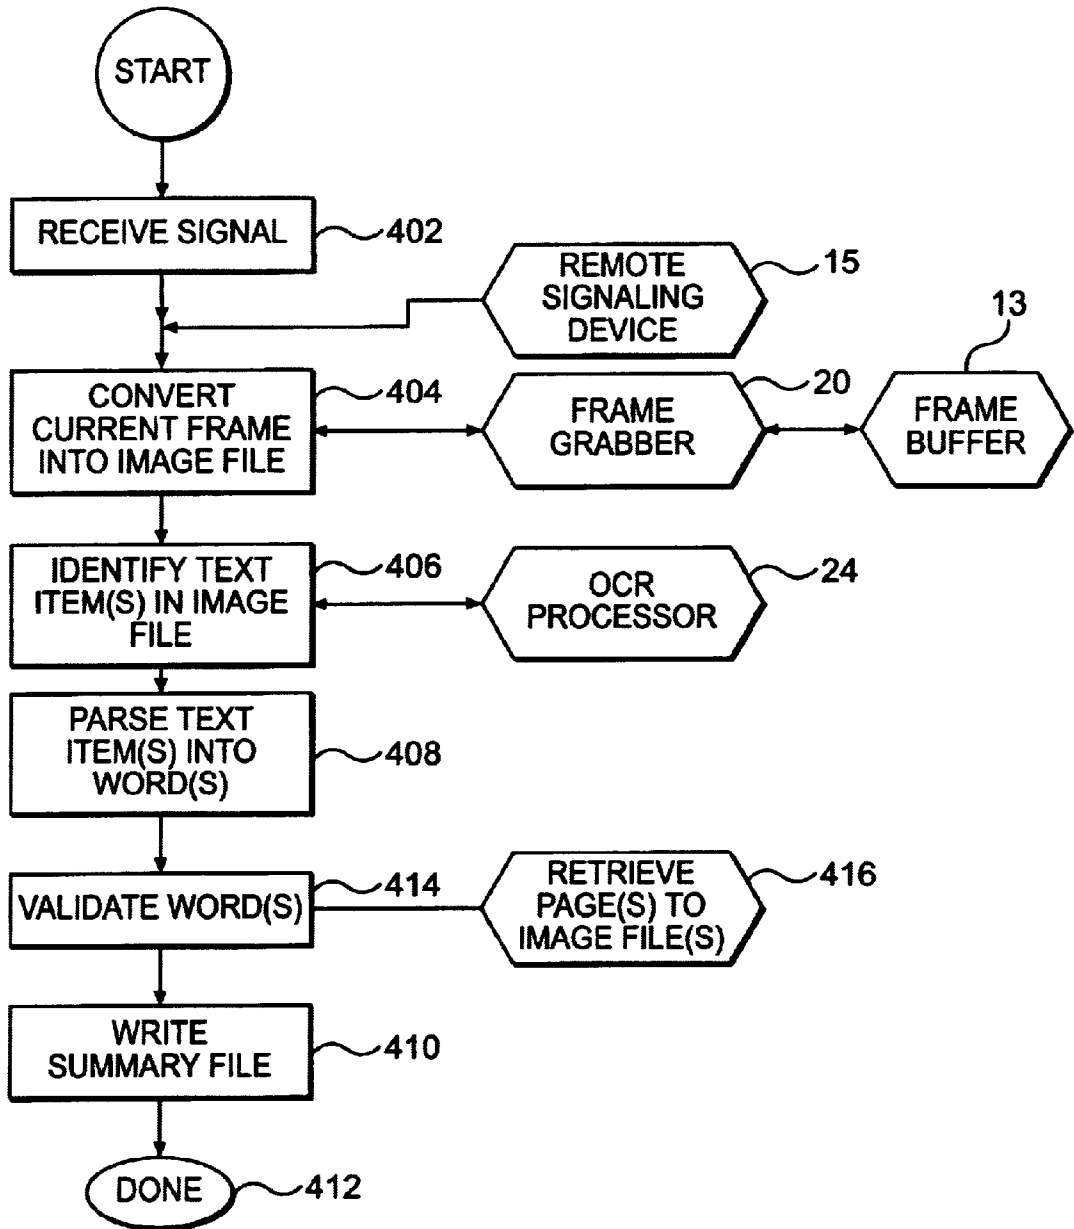 START
RECEIVE SIGNAL
402
REMOTE
SIGNALING
DEVICE
15
13
CONVERT
CURRENT FRAME
INTO IMAGE FILE
404
FRAME
GRABBER
20
FRAME
BUFFER
IDENTIFY TEXT
ITEM(S) IN IMAGE
FILE
406
OCR
PROCESSOR
24
PARSE TEXT
ITEM(S) INTO
WORD(S)
408
VALIDATE WORD(S)
414
RETRIEVE
PAGE(S) TO
IMAGE FILE(S)
416
WRITE
SUMMARY FILE
410
DONE
412